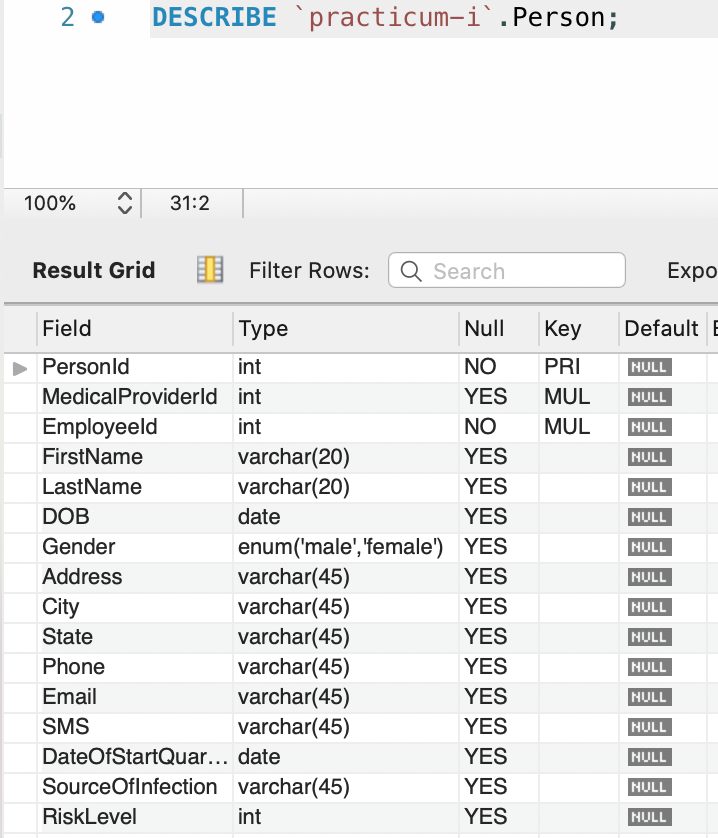 2 DESCRIBE `practicum-i`.Person;
100% 31:2
Result Grid Filter Rows: Search Expo
Field Type Null Key Default E
PersonId int NO PRI NULL
MedicalProviderId int YES MUL NULL
EmployeeId int NO MUL NULL
FirstName varchar(20) YES NULL
LastName varchar(20) YES NULL
DOB date YES NULL
Gender enum('male','female') YES NULL
Address varchar(45) YES NULL
City varchar(45) YES NULL
State varchar(45) YES NULL
Phone varchar(45) YES NULL
Email varchar(45) YES NULL
SMS varchar(45) YES NULL
DateOfStartQuar... date YES NULL
SourceOfInfection varchar(45) YES NULL
RiskLevel int YES NULL